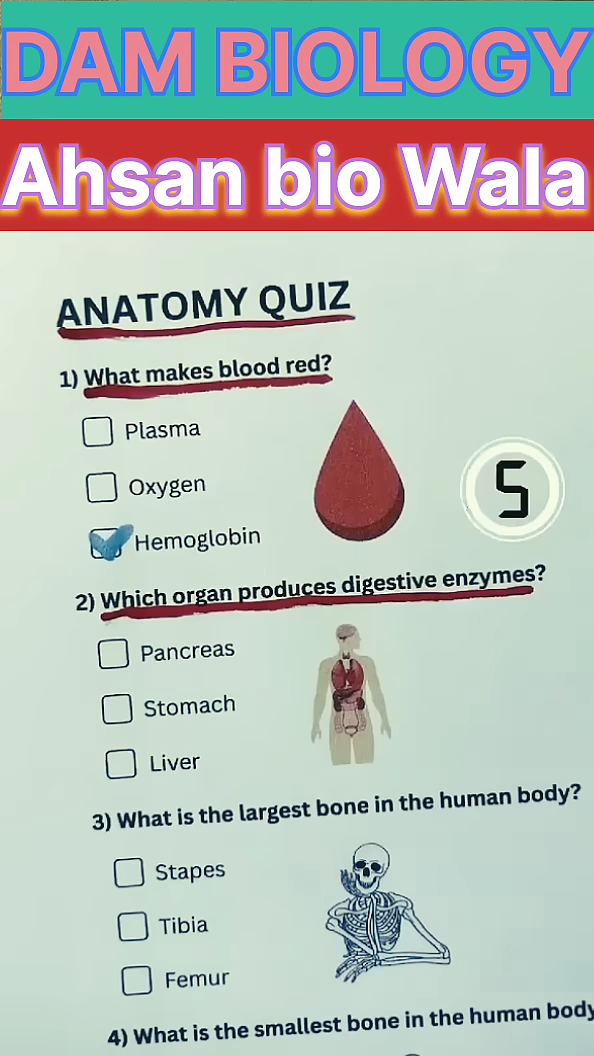 DAM BIOLOGY
Ahsan bio Wala
ANATOMY QUIZ
1) What makes blood red?
Plasma
Oxygen
Hemoglobin
5
2) Which organ produces digestive enzymes?
Pancreas
Stomach
Liver
3) What is the largest bone in the human body?
Stapes
Tibia
Femur
4) What is the smallest bone in the human body